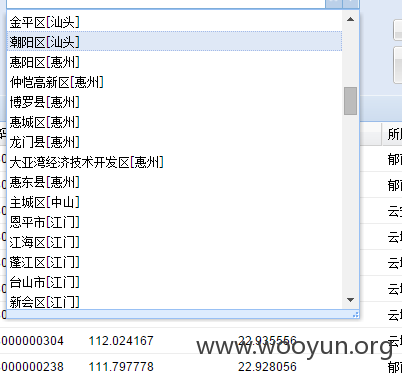 金平区[汕头]
潮阳区[汕头]
惠阳区[惠州]
仲恺高新区[惠州]
博罗县[惠州]
惠城区[惠州]
龙门县[惠州]
大亚湾经济技术开发区[惠州]
惠东县[惠州]
主城区[中山]
恩平市[江门]
江海区[江门]
蓬江区[江门]
台山市[江门]
新会区[江门]
所
郁
郁
云
云
000000304 112.024167 22.935556 云
www.wooyun.org
000000238 111.797778 22.928056 郁